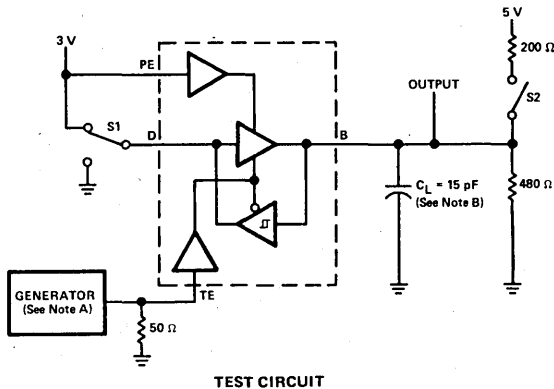 5 V
3 V
200 Ω
PE
OUTPUT
S2
S1
D
B
C_L = 15 pF
(See Note B)
480 Ω
GENERATOR
(See Note A)
TE
50 Ω
TEST CIRCUIT